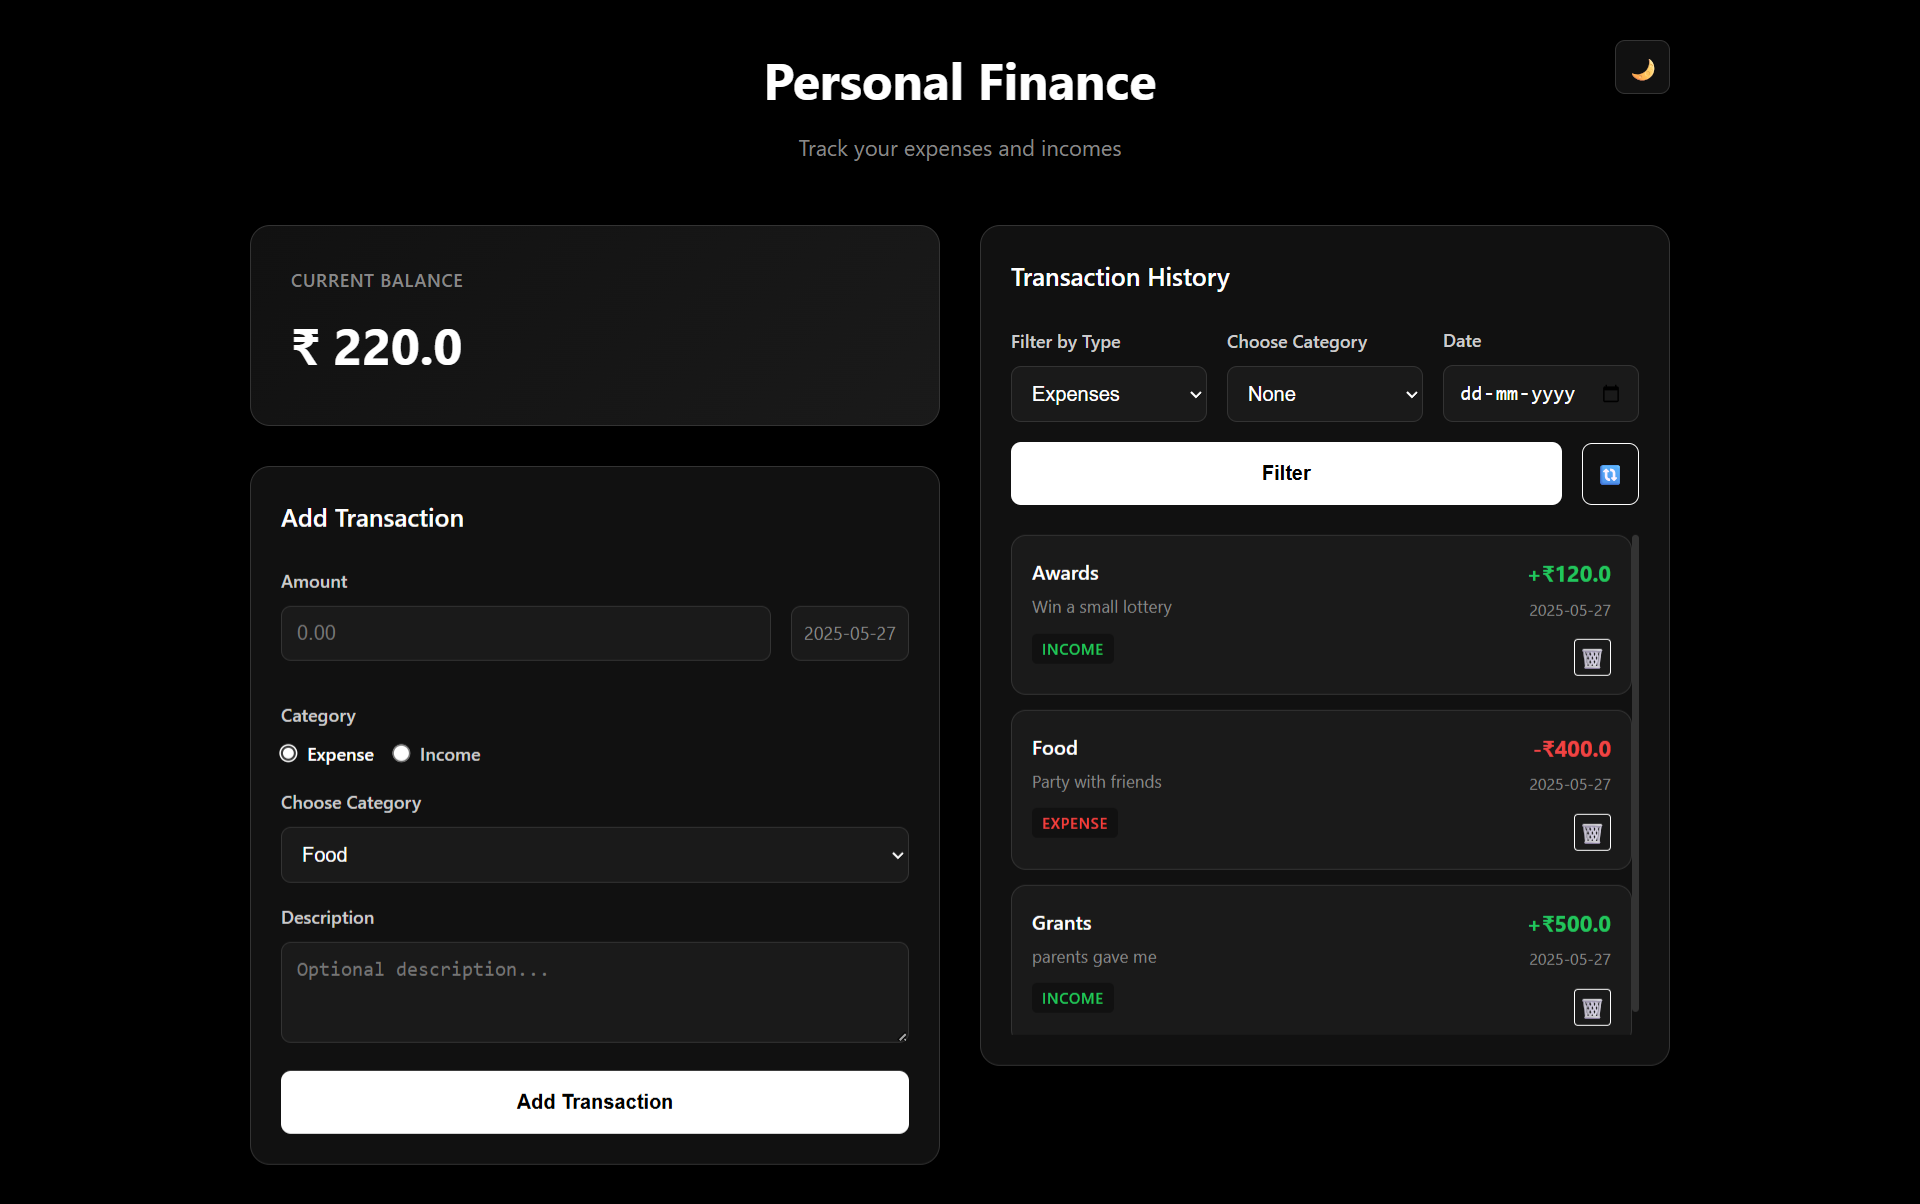 Personal Finance
Track your expenses and incomes
CURRENT BALANCE
₹ 220.0
Add Transaction
Amount
0.00
2025-05-27
Category
Expense
Income
Choose Category
Food
Description
Optional description...
Add Transaction
Transaction History
Filter by Type
Choose Category
Date
Expenses
None
dd-mm-yyyy
Filter
Awards
+₹120.0
Win a small lottery
2025-05-27
INCOME
Food
-₹400.0
Party with friends
2025-05-27
EXPENSE
Grants
+₹500.0
parents gave me
2025-05-27
INCOME